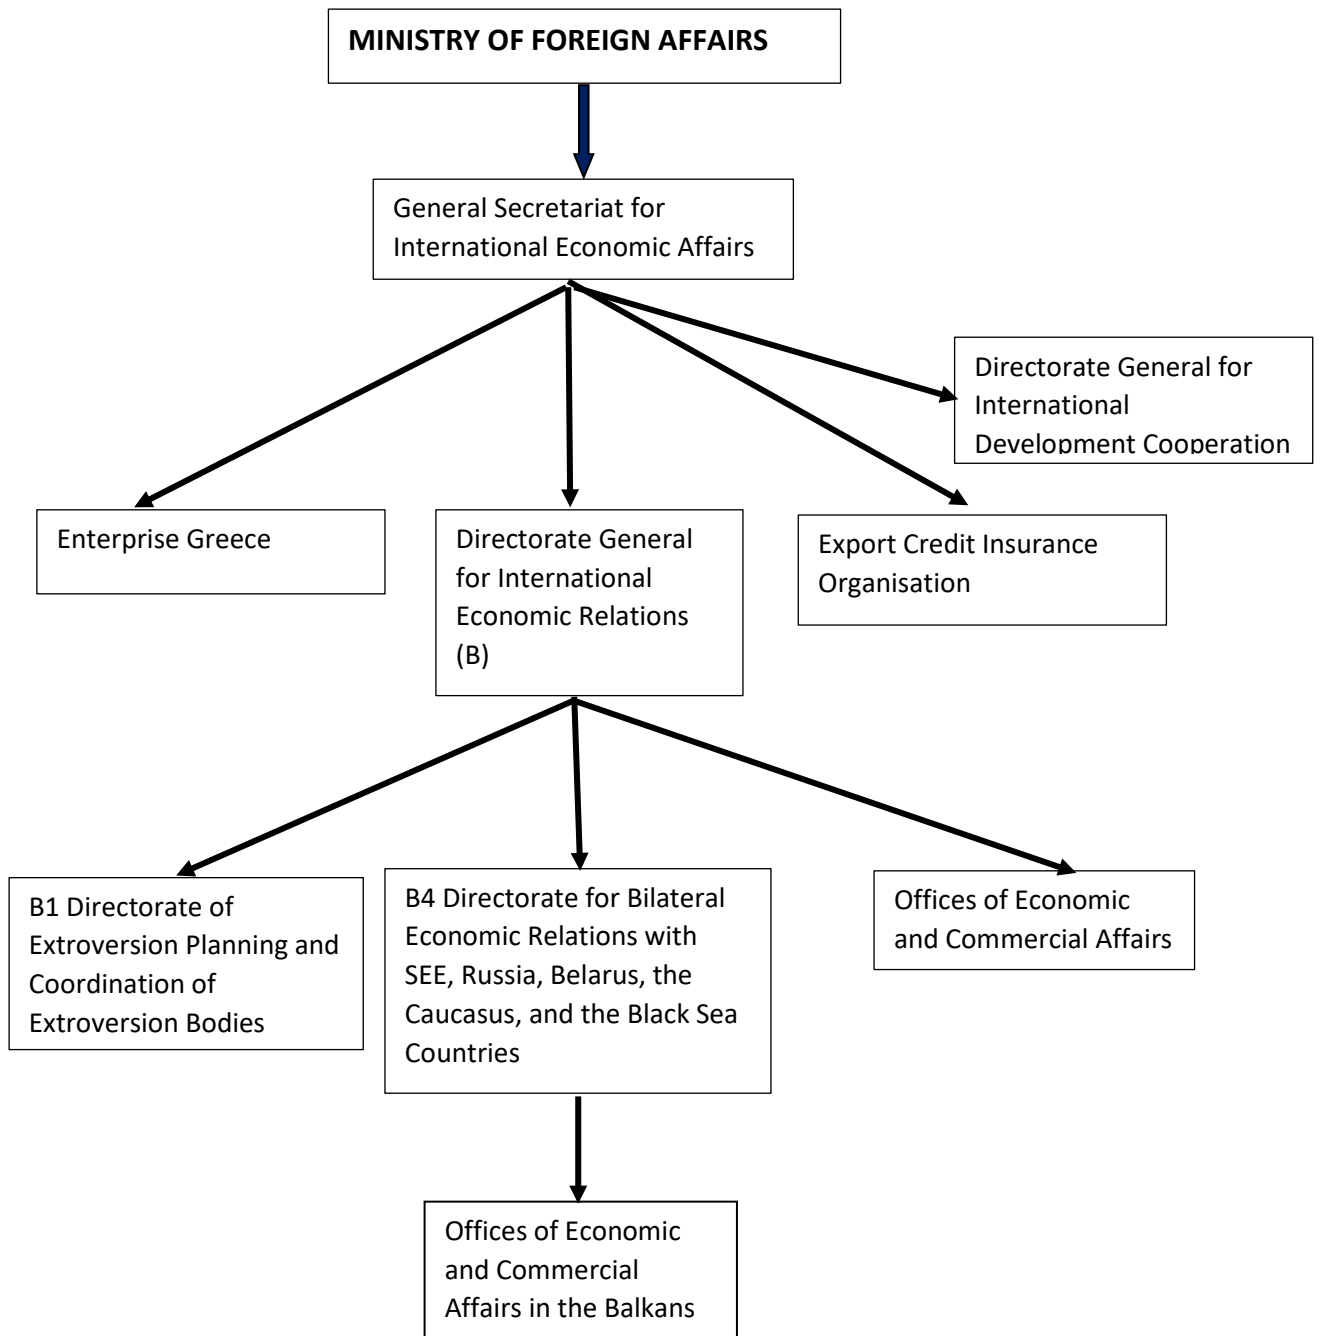 MINISTRY OF FOREIGN AFFAIRS
General Secretariat for
International Economic Affairs
Directorate General for
International
Development Cooperation
Enterprise Greece
Directorate General
for International
Economic Relations
(B)
Export Credit Insurance
Organisation
B1 Directorate of
Extroversion Planning and
Coordination of
Extroversion Bodies
B4 Directorate for Bilateral
Economic Relations with
SEE, Russia, Belarus, the
Caucasus, and the Black Sea
Countries
Offices of Economic
and Commercial Affairs
Offices of Economic
and Commercial
Affairs in the Balkans